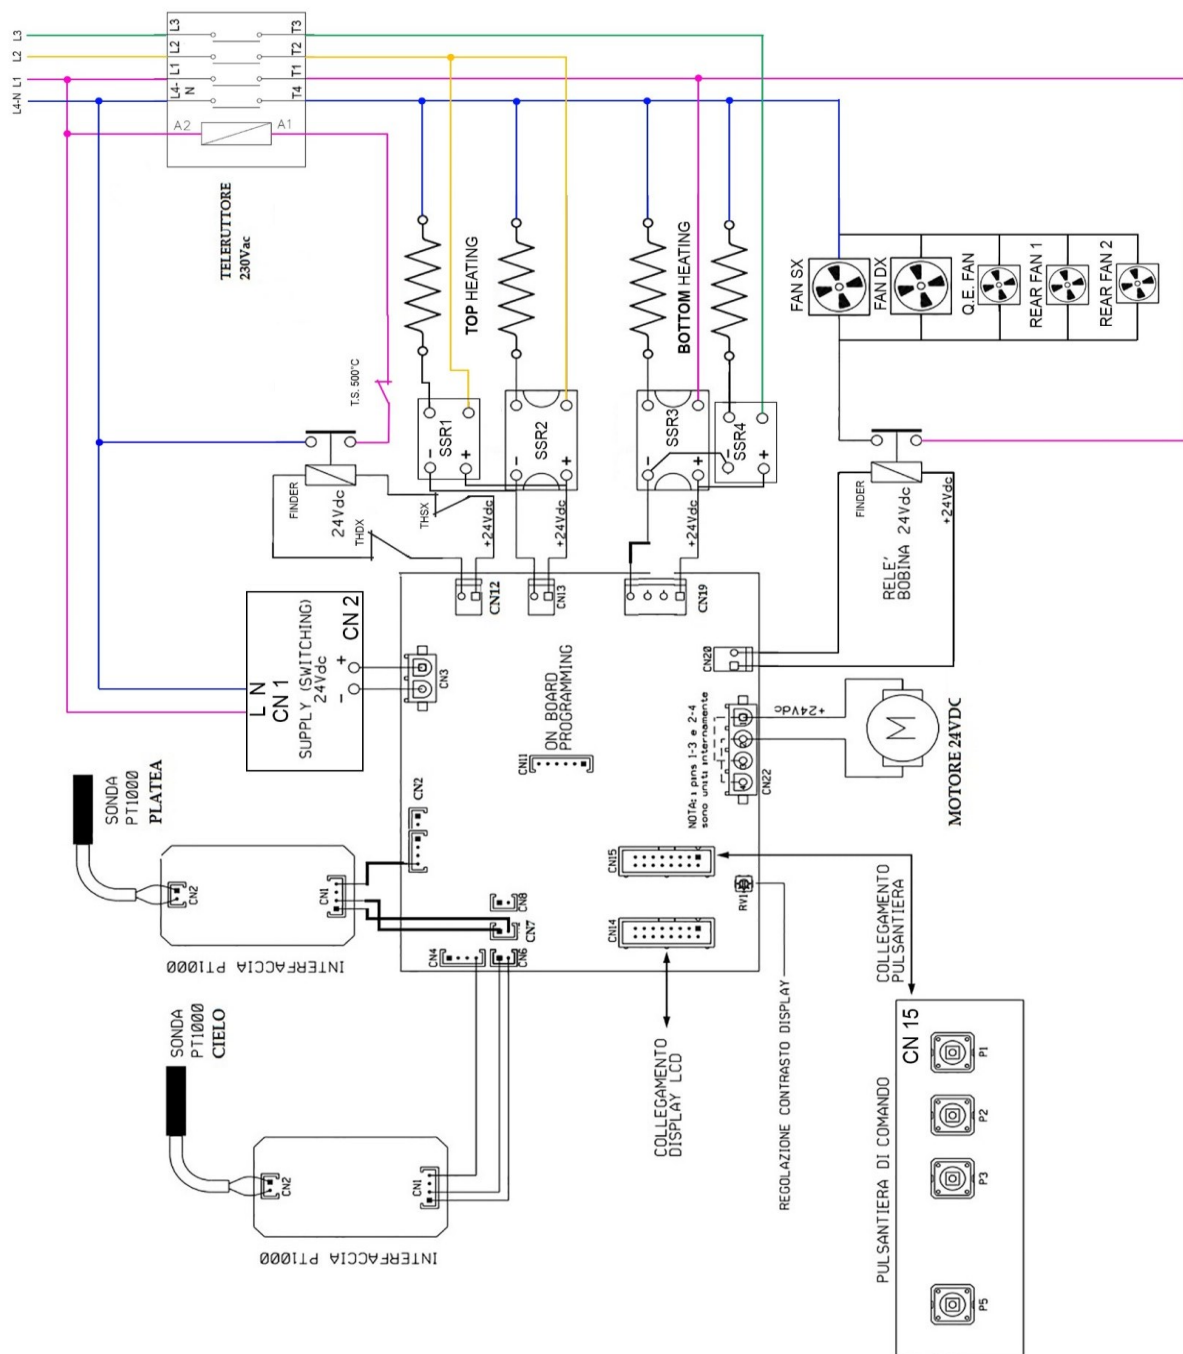 L3
L2
L1
L4-N
L3
L2
L1
L4-
N
T3
T2
T1
T4
A2
A1
TELERUTTORE
230Vac
T.S. 500°C
TOP HEATING
BOTTOM HEATING
FAN SX
FAN DX
Q.E. FAN
REAR FAN 1
REAR FAN 2
SSR1
- +
SSR2
- +
SSR3
- +
SSR4
- +
FINDER
24Vdc
THDX
THSX
+24Vdc
+24Vdc
+24Vdc
FINDER
RELE'
BOBINA 24Vdc
+24Vdc
CN12
CN13
CN19
CN20
L N
CN 1
SUPPLY (SWITCHING)
24Vdc
CN 2
- +
CN3
ON BOARD
PROGRAMMING
CN11
NOTA: i pins 1-3 e 2-4
sono uniti internamente
CN22
+24Vdc
M
MOTORE 24VDC
SONDA
PT1000
PLATEA
CN2
CN1
INTERFACCIA PT1000
CN2
CN8
CN7
CN4
CN6
CN15
CN14
RV1
COLLEGAMENTO
PULSANTIERA
SONDA
PT1000
CIELO
CN2
CN1
INTERFACCIA PT1000
COLLEGAMENTO
DISPLAY LCD
REGOLAZIONE CONTRASTO DISPLAY
PULSANTIERA DI COMANDO
CN 15
P1
P2
P3
P5